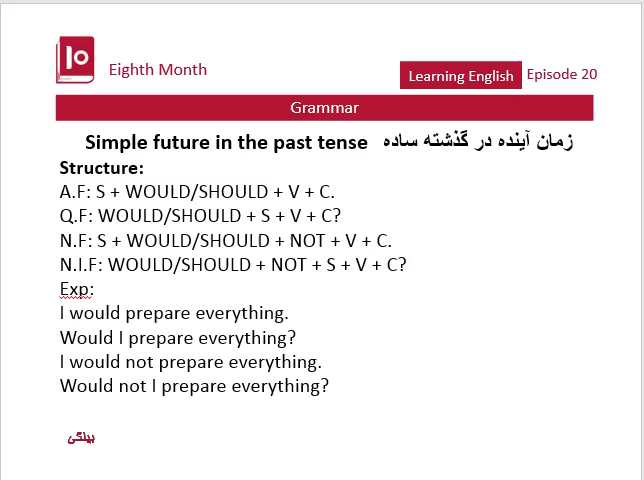 lo
Eighth Month
Learning English Episode 20
Grammar
Simple future in the past tense زمان آینده در گذشته ساده
Structure:
A.F: S + WOULD/SHOULD + V + C.
Q.F: WOULD/SHOULD + S + V + C?
N.F: S + WOULD/SHOULD + NOT + V + C.
N.I.F: WOULD/SHOULD + NOT + S + V + C?
Exp:
I would prepare everything.
Would I prepare everything?
I would not prepare everything.
Would not I prepare everything?
بېلګې